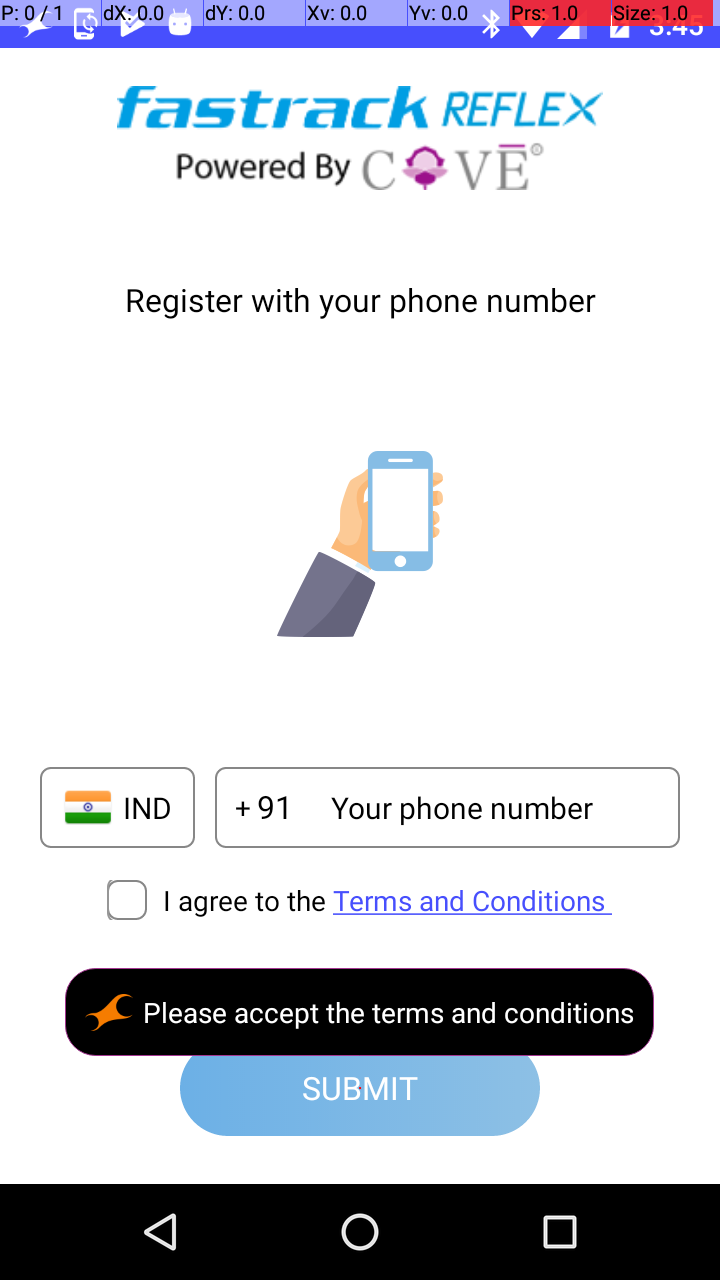 P: 0 / 1 dX: 0.0 dY: 0.0 Xv: 0.0 Yv: 0.0 Prs: 1.0 Size: 1.0
3:45
fastrack REFLEX
Powered By COVE®
Register with your phone number
IND +91 Your phone number
I agree to the Terms and Conditions
Please accept the terms and conditions
SUBMIT